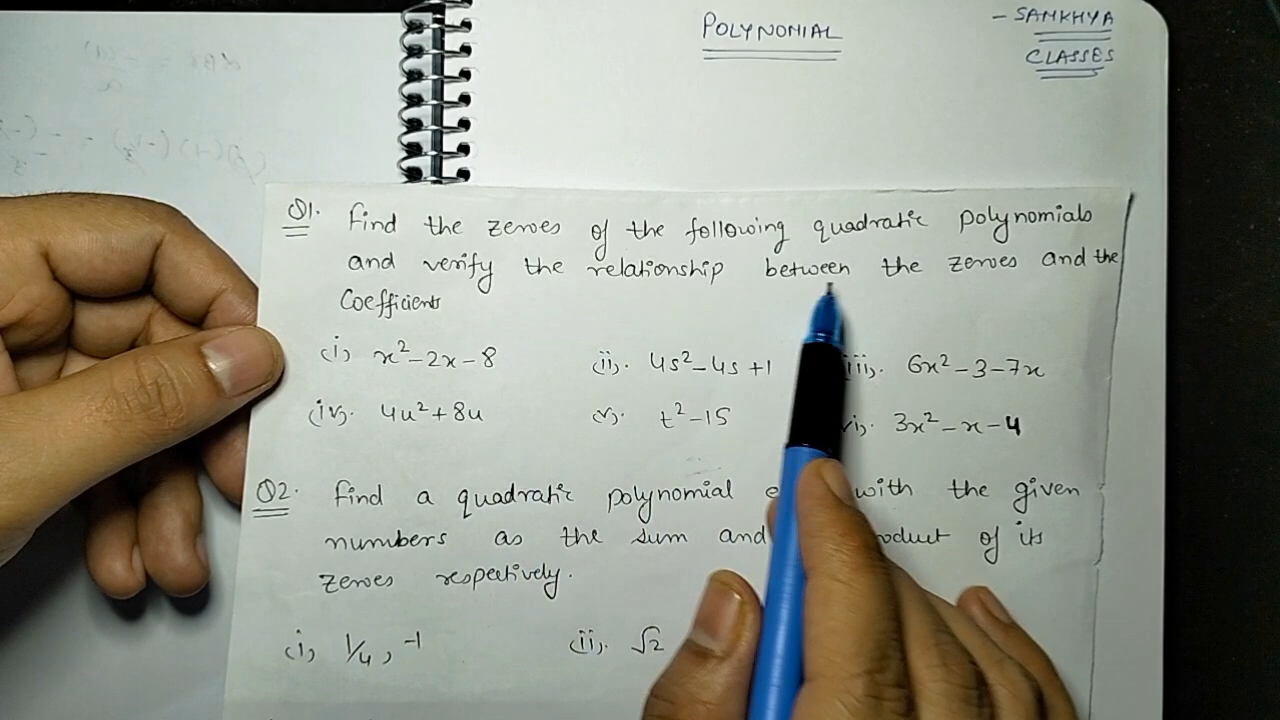 POLYNOMIAL
- SANKHYA
CLASSES
Q1. Find the zeroes of the following quadratic polynomials
and verify the relationship between the zeroes and the
Coefficients
(i) x²-2x-8 (ii). 4s²-4s+1 iii). 6x²-3-7x
(iv). 4u²+8u (v). t²-15 vi). 3x²-x-4
Q2. Find a quadratic polynomial e with the given
numbers as the sum and oduct of its
zeroes respectively.
(i) 1/4, -1 (ii). √2